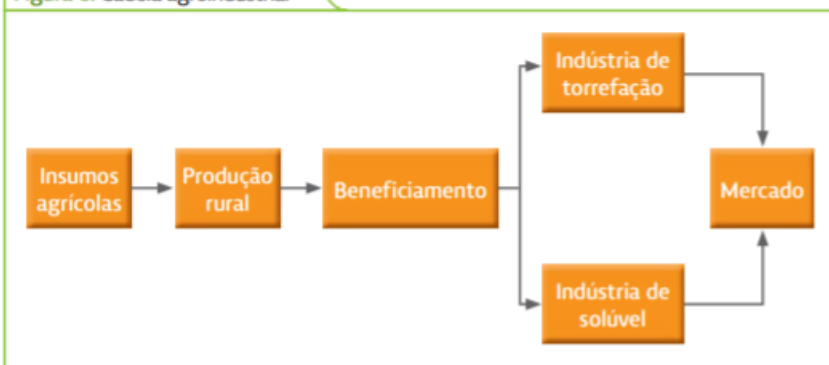 Insumos
agrícolas
Produção
rural
Beneficiamento
Indústria de
torrefação
Indústria de
solúvel
Mercado